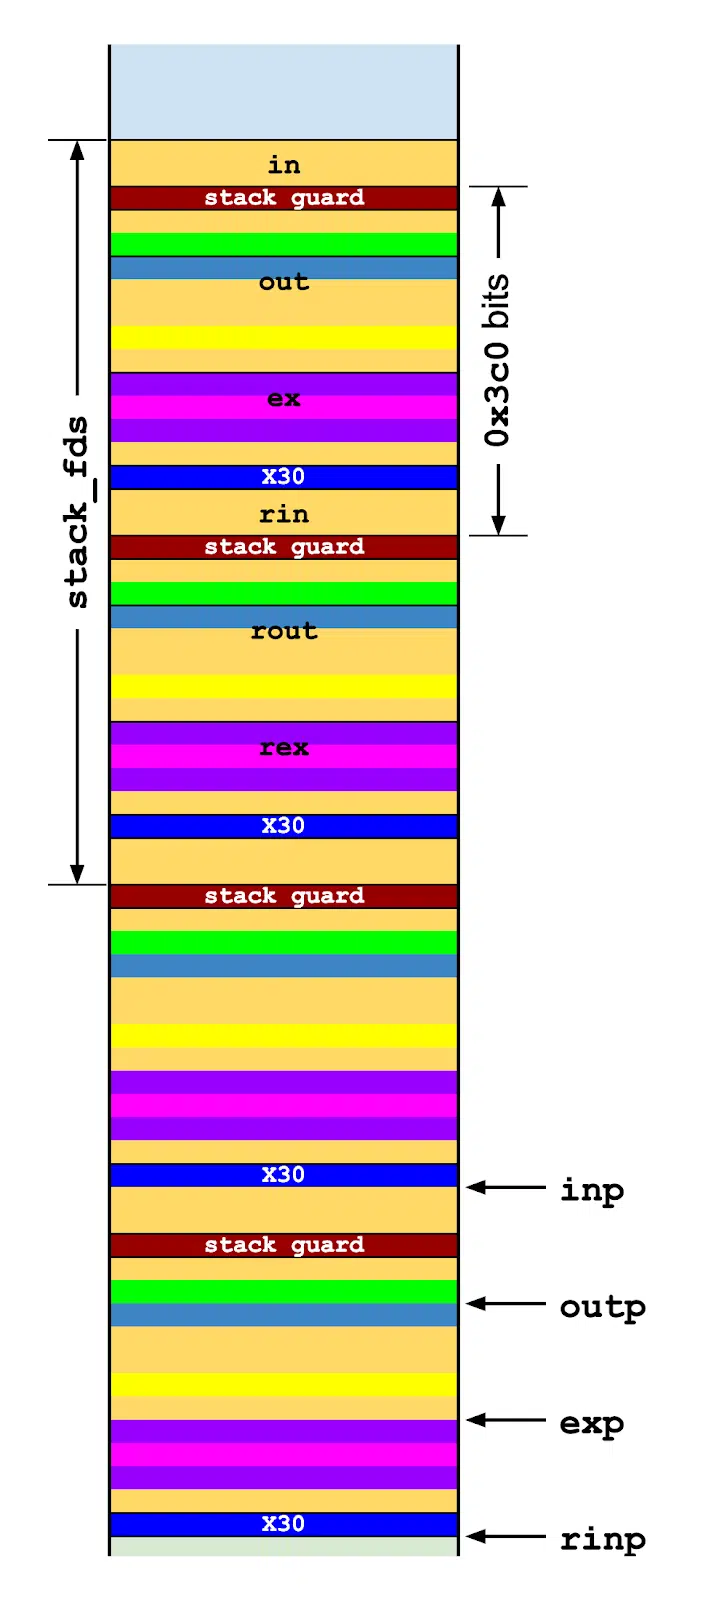 in
stack guard
out
ex
X30
rin
stack guard
rout
rex
X30
stack guard
X30
stack guard
X30
stack_fds
0x3c0 bits
inp
outp
exp
rinp